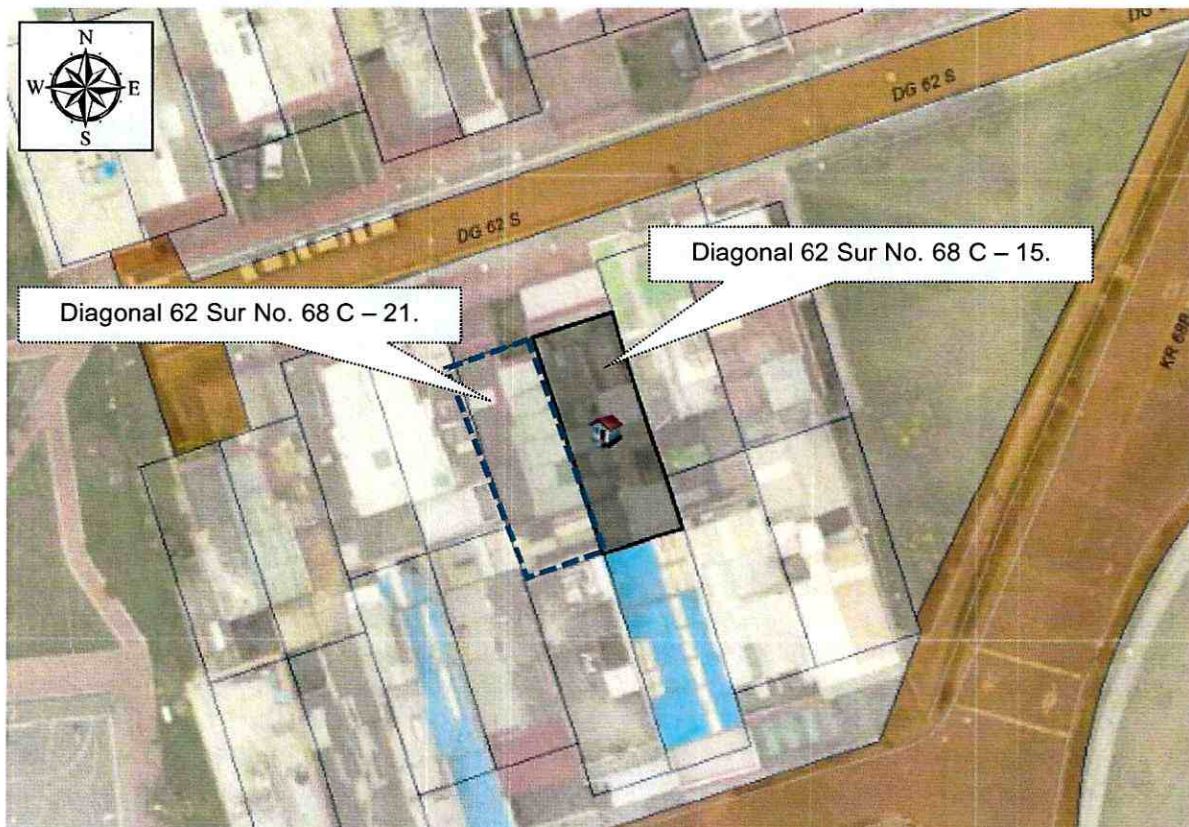 N
W E
S
DG 62 S
DG 62 S
Diagonal 62 Sur No. 68 C – 15.
Diagonal 62 Sur No. 68 C – 21.
KR 68B